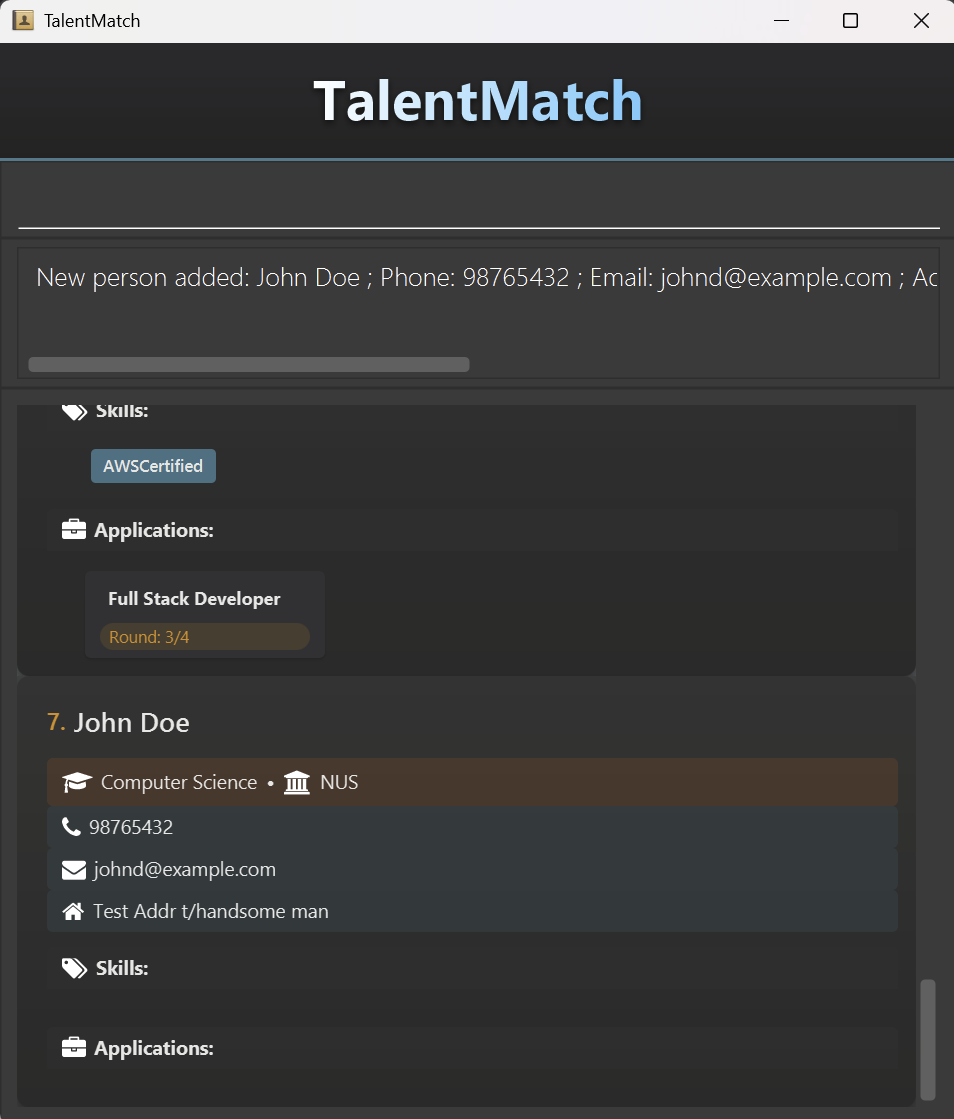 TalentMatch
TalentMatch
New person added: John Doe ; Phone: 98765432 ; Email: johnd@example.com ; Ac
Skills:
AWSCertified
Applications:
Full Stack Developer
Round: 3/4
7. John Doe
Computer Science • NUS
98765432
johnd@example.com
Test Addr t/handsome man
Skills:
Applications: